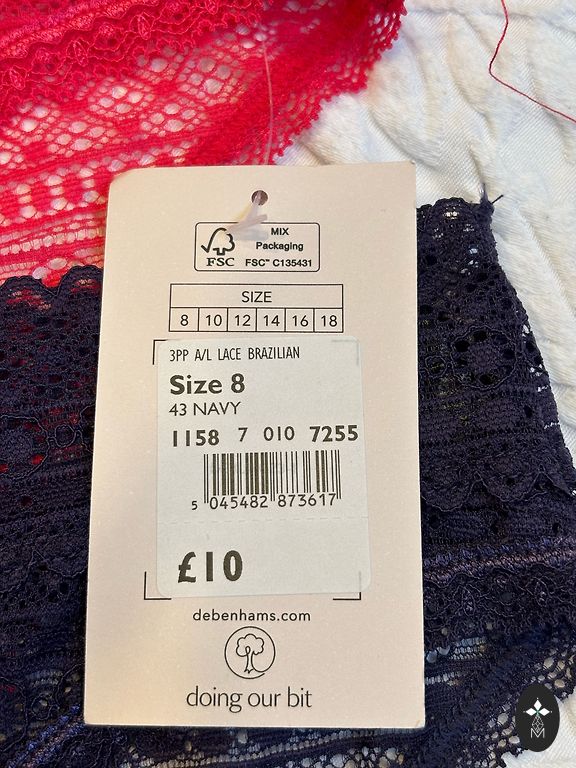 MIX
Packaging
FSC™ C135431
FSC
SIZE
8 10 12 14 16 18
3PP A/L LACE BRAZILIAN
Size 8
43 NAVY
1158 7 010 7255
5 045482 873617
£10
debenhams.com
doing our bit
M